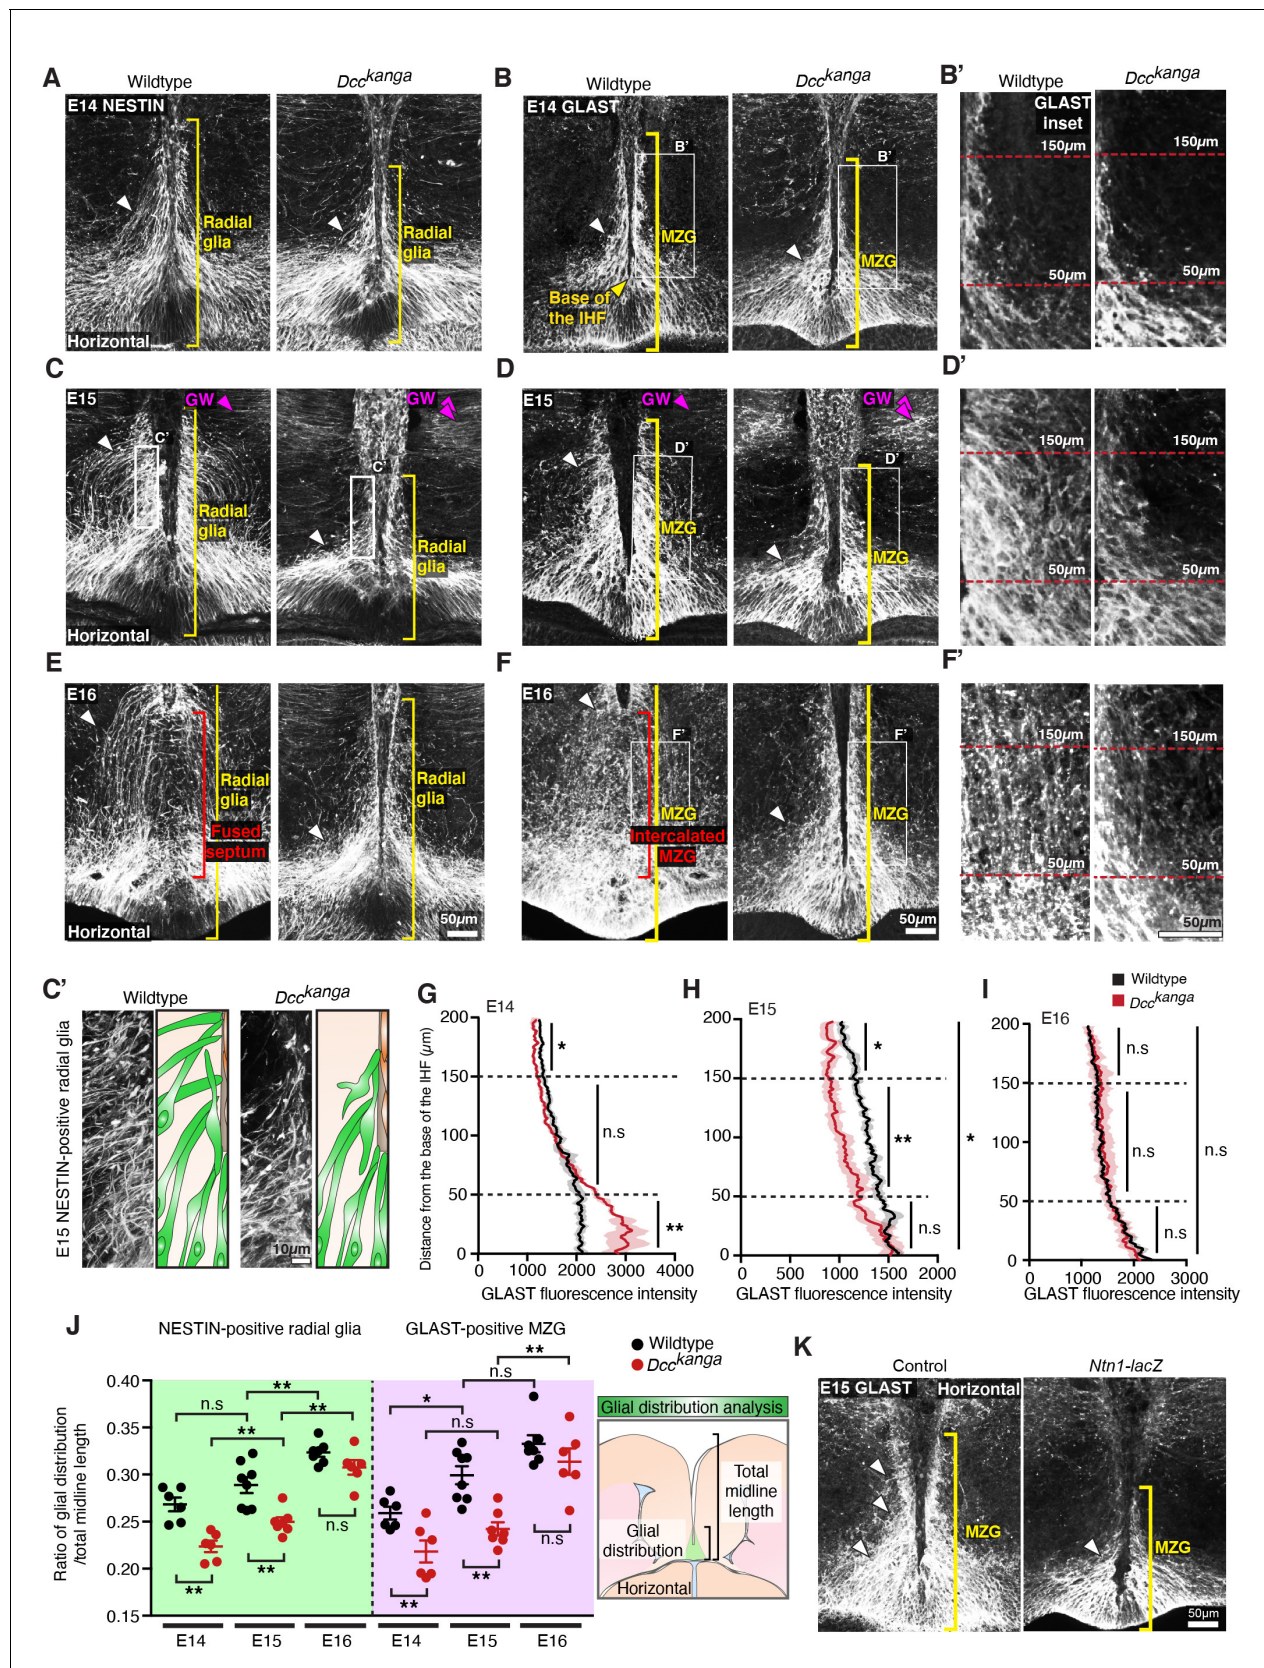 A
Wildtype
Dcc^kanga
B
Wildtype
Dcc^kanga
B'
Wildtype
Dcc^kanga
E14 NESTIN
Radial
glia
Radial
glia
Horizontal
E14 GLAST
B'
MZG
Base of
the IHF
B'
MZG
GLAST
inset
150µm
150µm
50µm
50µm
C
D
D'
E15
GW
C'
Radial
glia
Horizontal
GW
C'
Radial
glia
E15
GW
D'
MZG
GW
D'
MZG
150µm
150µm
50µm
50µm
E
F
F'
E16
Radial
glia
Fused
septum
Horizontal
Radial
glia
50µm
E16
F'
MZG
Intercalated
MZG
F'
MZG
50µm
150µm
150µm
50µm
50µm
50µm
C'
Wildtype
Dcc^kanga
E15 NESTIN-positive radial glia
10µm
G
E14
Distance from the base of the IHF (µm)
200
150
100
50
0
*
n.s
**
0 1000 2000 3000 4000
GLAST fluorescence intensity
H
E15
200
150
100
50
0
*
**
n.s
*
0 500 1000 1500 2000
GLAST fluorescence intensity
I
Wildtype
Dcc^kanga
E16
200
150
100
50
0
n.s
n.s
n.s
n.s
0 1000 2000 3000
GLAST fluorescence intensity
J
NESTIN-positive radial glia
GLAST-positive MZG
Wildtype
Dcc^kanga
Ratio of glial distribution
/total midline length
0.40
0.35
0.30
0.25
0.20
0.15
n.s
**
**
**
**
**
n.s
*
n.s
n.s
**
**
**
n.s
E14 E15 E16 E14 E15 E16
Glial distribution analysis
Total
midline
length
Glial
distribution
Horizontal
K
Control
Ntn1-lacZ
E15 GLAST
Horizontal
MZG
MZG
50µm